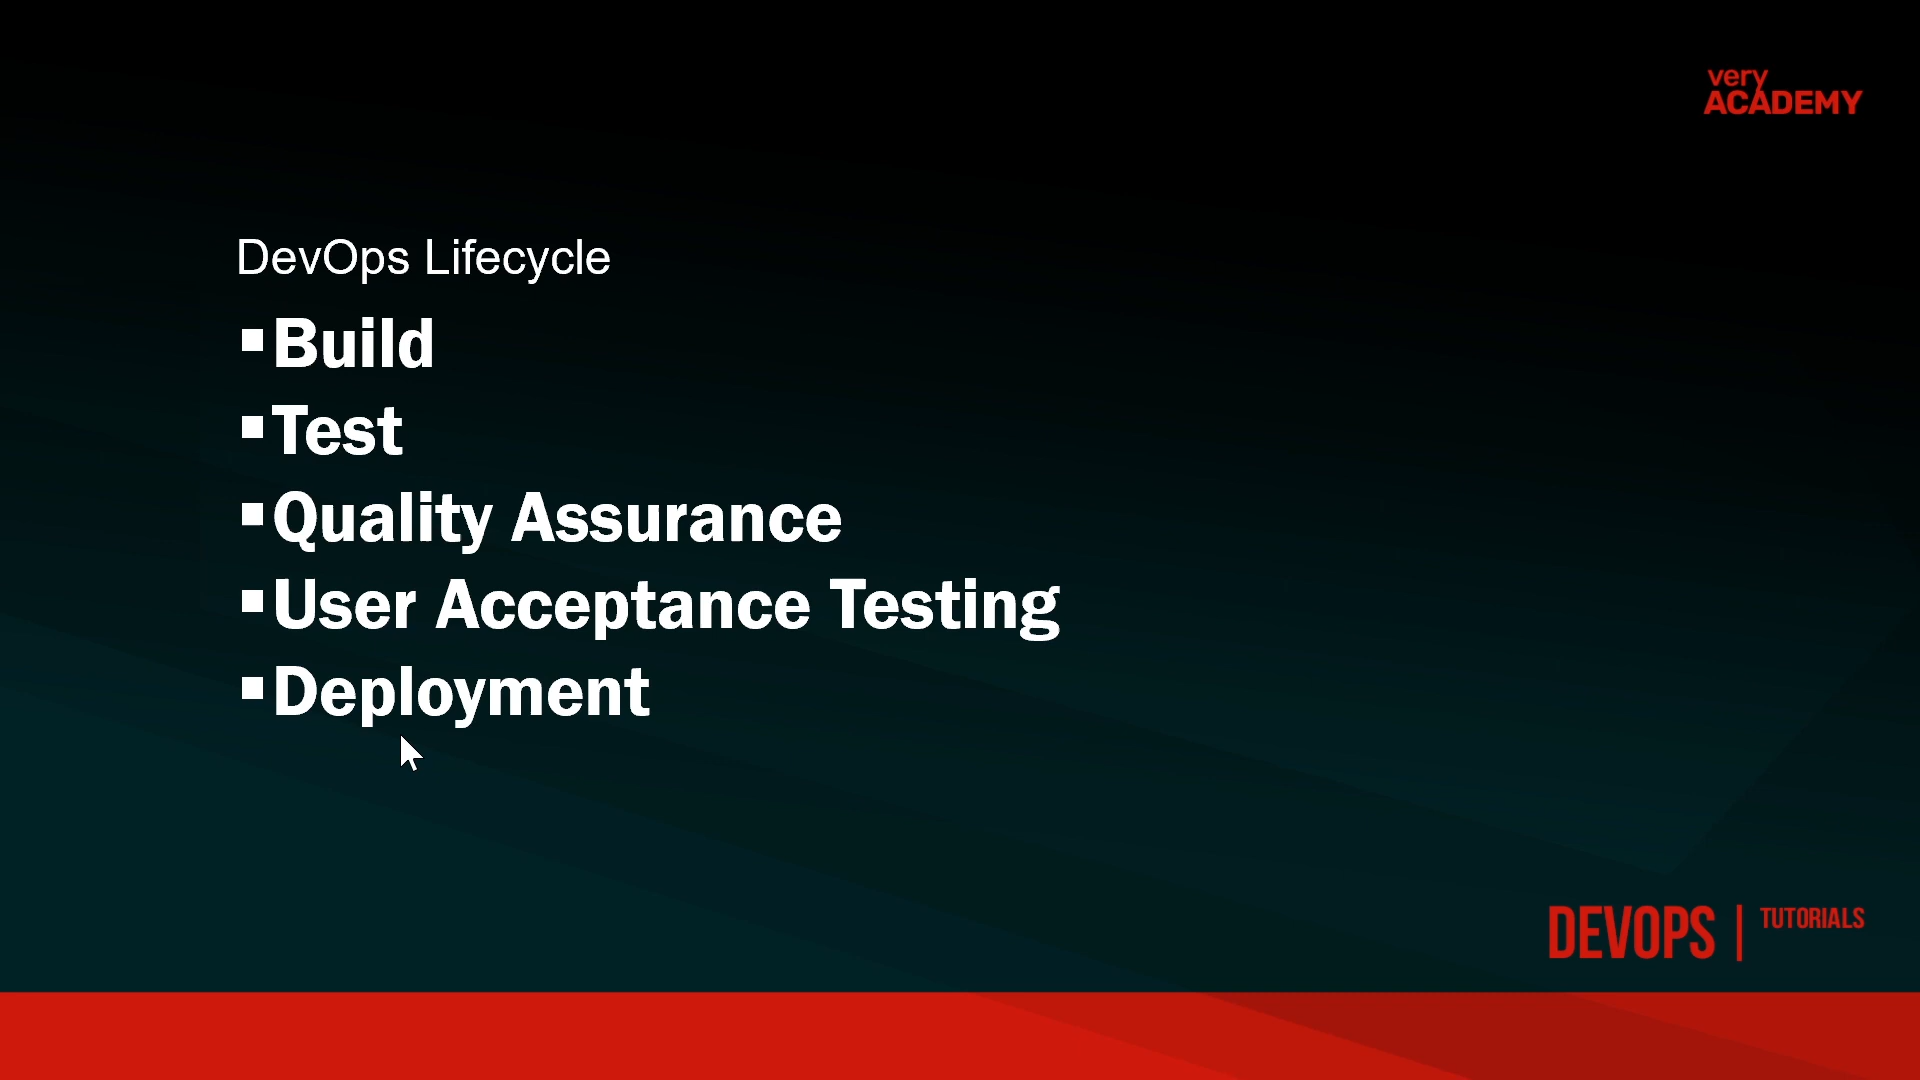 very
ACADEMY
DevOps Lifecycle
▪Build
▪Test
▪Quality Assurance
▪User Acceptance Testing
▪Deployment
DEVOPS | TUTORIALS